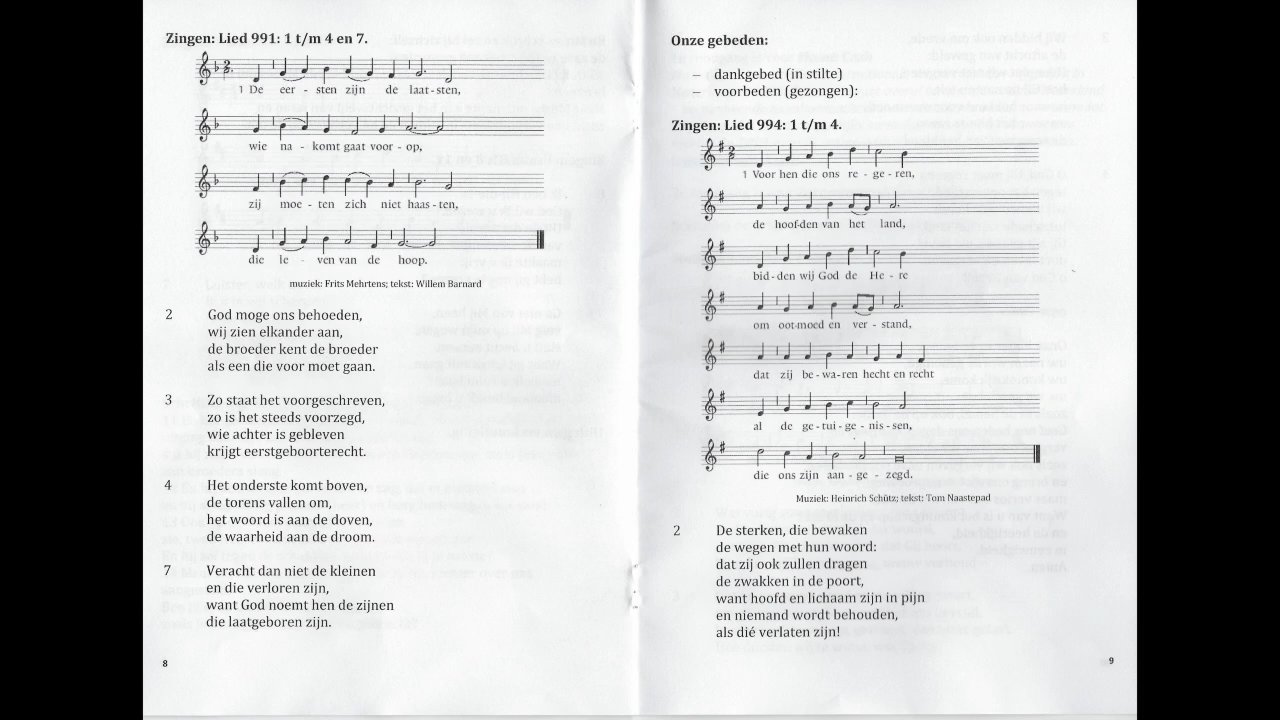 Zingen: Lied 991: 1 t/m 4 en 7.
1 De eer - sten zijn de laat-sten,
wie na - komt gaat voor - op,
zij moe - ten zich niet haas-ten,
die le - ven van de hoop.
muziek: Frits Mehrtens; tekst: Willem Barnard
2 God moge ons behoeden,
wij zien elkander aan,
de broeder kent de broeder
als een die voor moet gaan.
3 Zo staat het voorgeschreven,
zo is het steeds voorzegd,
wie achter is gebleven
krijgt eerstgeboorterecht.
4 Het onderste komt boven,
de torens vallen om,
het woord is aan de doven,
de waarheid aan de droom.
7 Veracht dan niet de kleinen
en die verloren zijn,
want God noemt hen de zijnen
die laatgeboren zijn.
8
Onze gebeden:
– dankgebed (in stilte)
– voorbeden (gezongen):
Zingen: Lied 994: 1 t/m 4.
1 Voor hen die ons re - ge - ren,
de hoofden van het land,
bid-den wij God de He - re
om oot-moed en ver - stand,
dat zij be-wa-ren hecht en recht
al de ge-tui-ge-nis-sen,
die ons zijn aan - ge - zegd.
Muziek: Heinrich Schütz; tekst: Tom Naastepad
2 De sterken, die bewaken
de wegen met hun woord:
dat zij ook zullen dragen
de zwakken in de poort,
want hoofd en lichaam zijn in pijn
en niemand wordt behouden,
als dié verlaten zijn!
9